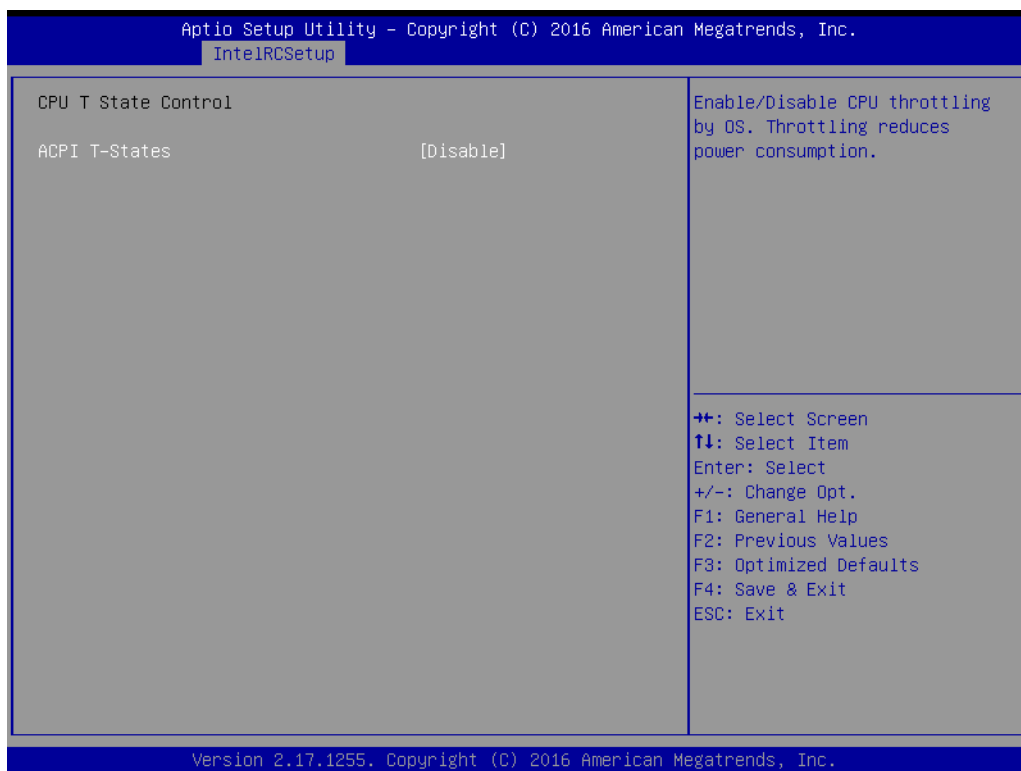 Aptio Setup Utility – Copyright (C) 2016 American Megatrends, Inc.
IntelRCSetup
CPU T State Control
ACPI T-States [Disable]
Enable/Disable CPU throttling
by OS. Throttling reduces
power consumption.
→←: Select Screen
↑↓: Select Item
Enter: Select
+/-: Change Opt.
F1: General Help
F2: Previous Values
F3: Optimized Defaults
F4: Save & Exit
ESC: Exit
Version 2.17.1255. Copyright (C) 2016 American Megatrends, Inc.